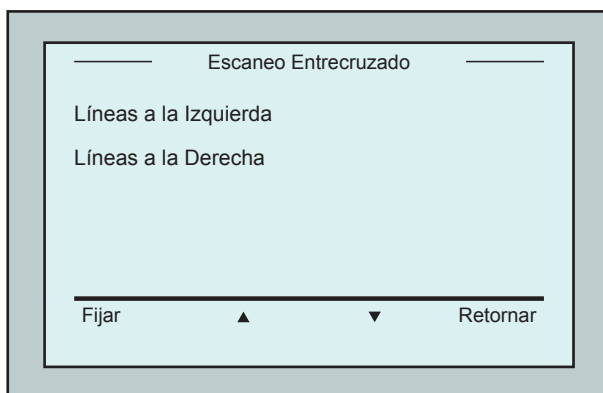 Escaneo Entrecruzado
Líneas a la Izquierda
Líneas a la Derecha
Fijar ▲ ▼ Retornar